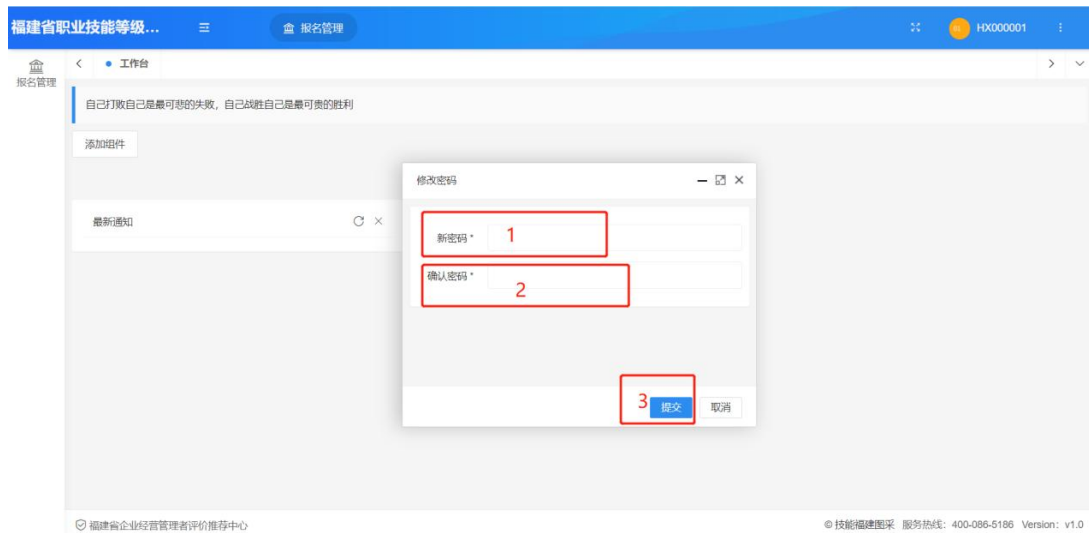 福建省职业技能等级...
报名管理
HX000001
报名管理
工作台
自己打败自己是最可悲的失败，自己战胜自己是最可贵的胜利
添加组件
修改密码
最新通知
新密码 * 1
确认密码 * 2
3 提交 取消
福建省企业经营管理者评价推荐中心
©技能福建图采 服务热线：400-086-5186 Version：v1.0